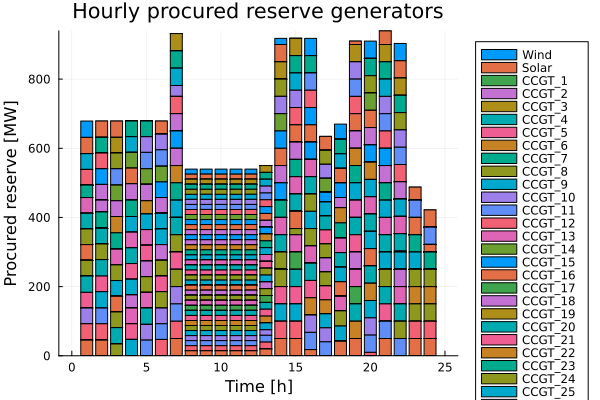 Hourly procured reserve generators
Procured reserve [MW]
800
600
400
200
0
0 5 10 15 20 25
Time [h]
Wind
Solar
CCGT_1
CCGT_2
CCGT_3
CCGT_4
CCGT_5
CCGT_6
CCGT_7
CCGT_8
CCGT_9
CCGT_10
CCGT_11
CCGT_12
CCGT_13
CCGT_14
CCGT_15
CCGT_16
CCGT_17
CCGT_18
CCGT_19
CCGT_20
CCGT_21
CCGT_22
CCGT_23
CCGT_24
CCGT_25